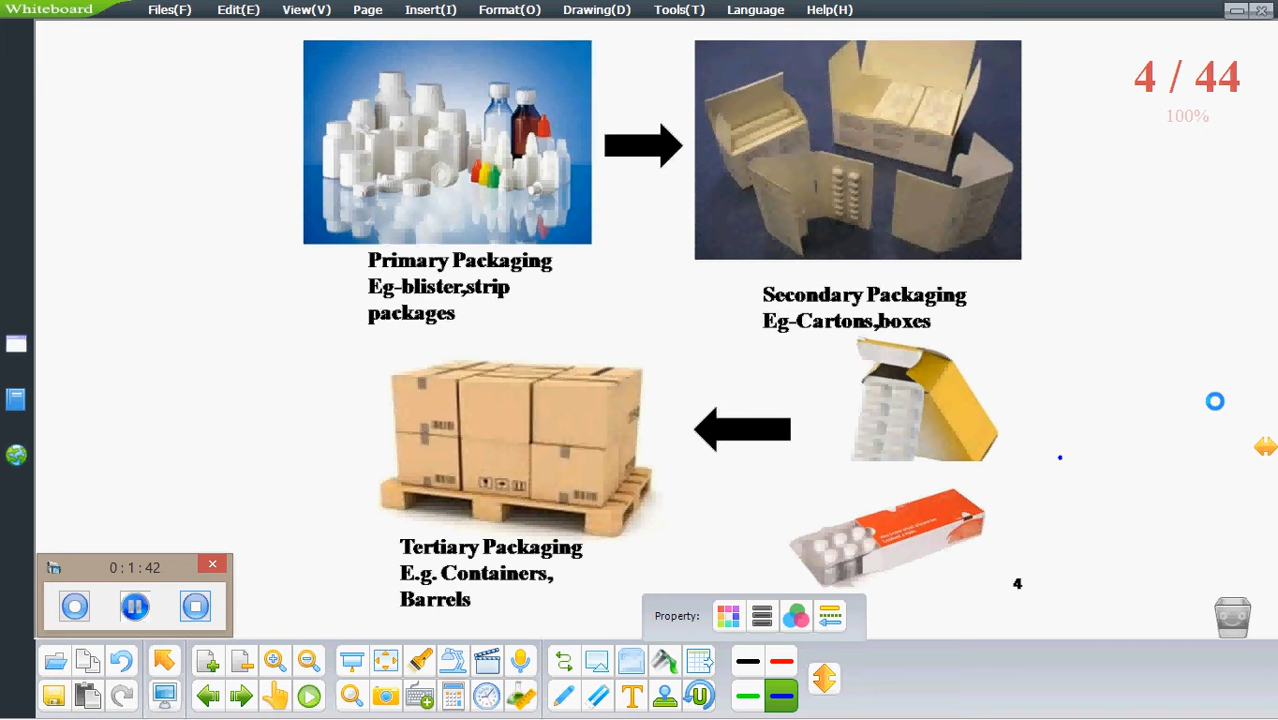 Whiteboard
Files(F) Edit(E) View(V) Page Insert(I) Format(O) Drawing(D) Tools(T) Language Help(H)
4 / 44
100%
Primary Packaging
Eg-blister,strip
packages
Secondary Packaging
Eg-Cartons,boxes
Tertiary Packaging
E.g. Containers,
Barrels
4
0 : 1 : 42
Property: